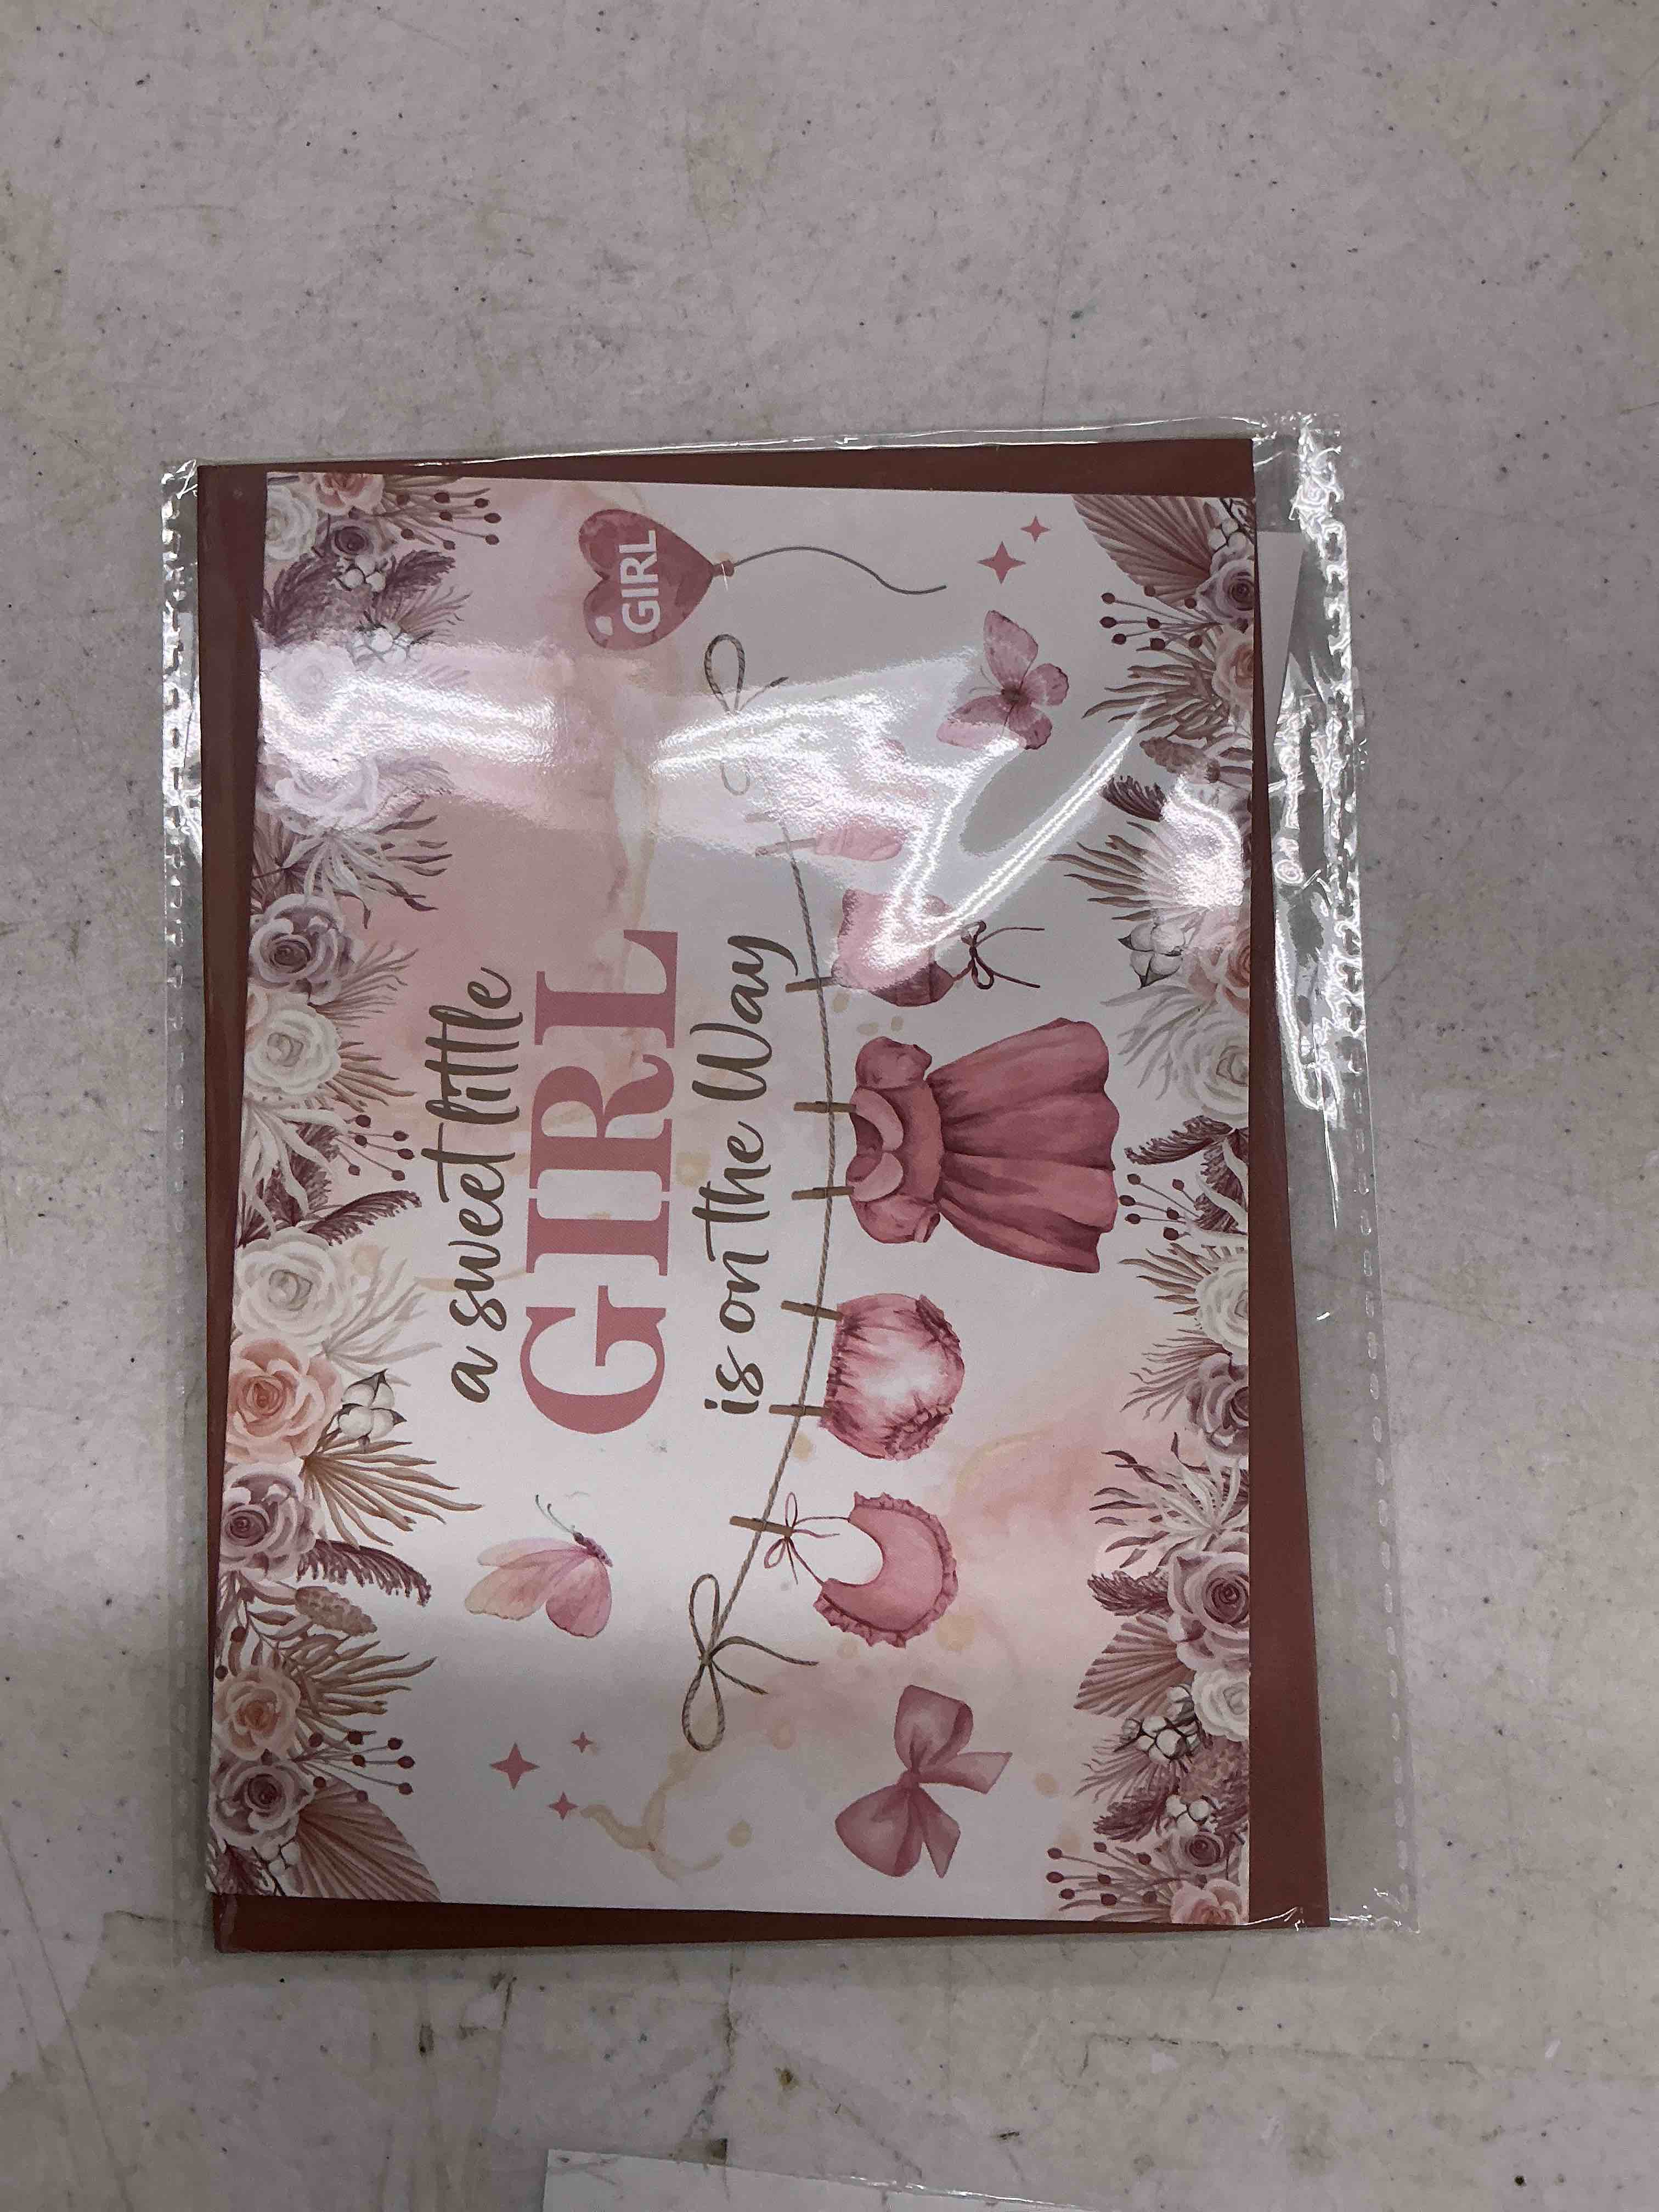 a sweet little
GIRL
is on the Way
GIRL